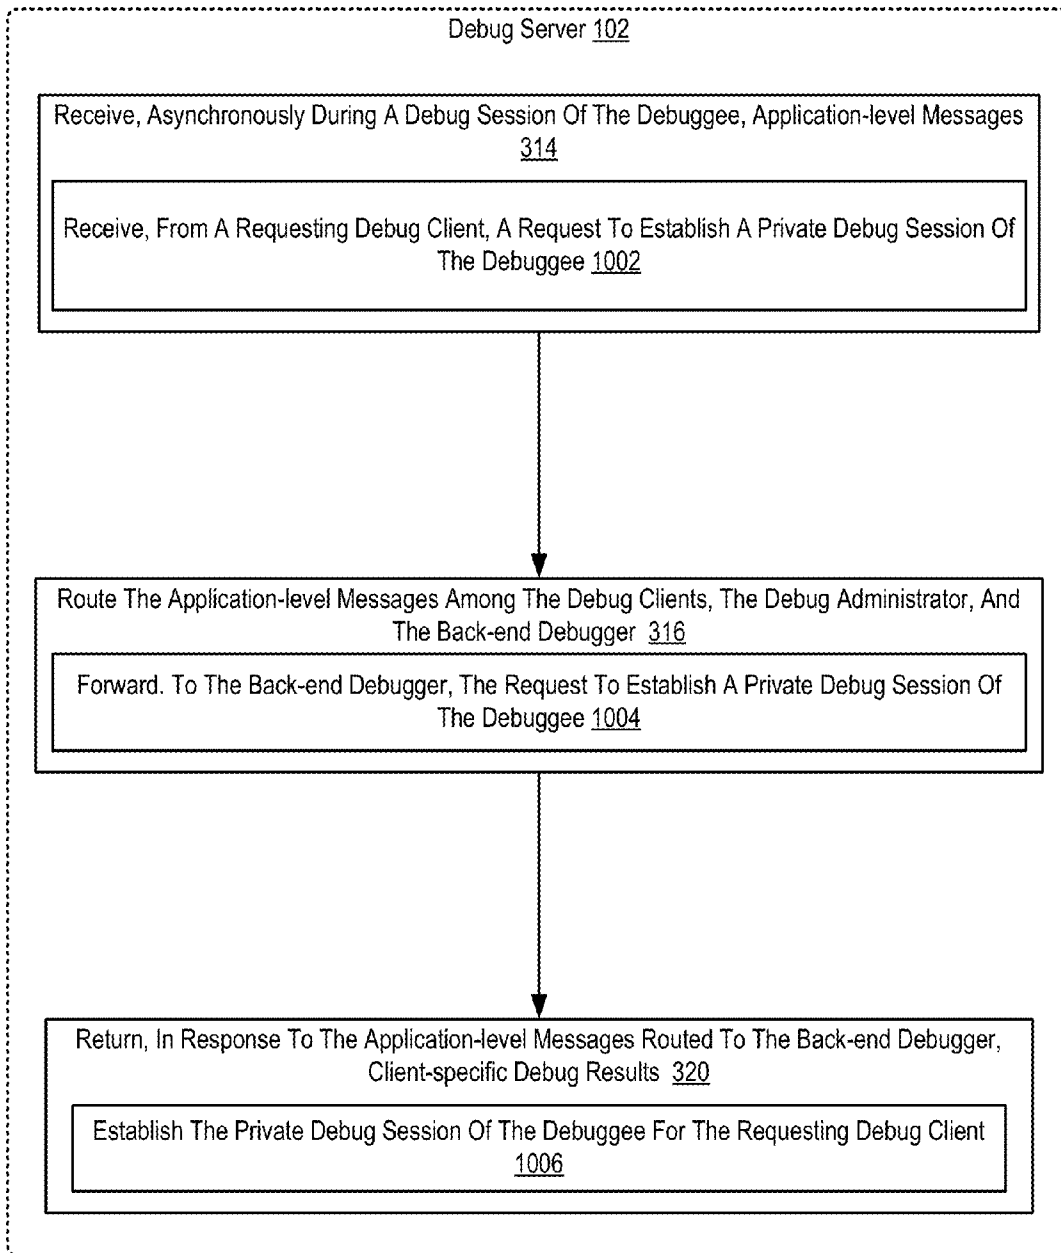 Debug Server 102
Receive, Asynchronously During A Debug Session Of The Debuggee, Application-level Messages
314
Receive, From A Requesting Debug Client, A Request To Establish A Private Debug Session Of
The Debuggee 1002
Route The Application-level Messages Among The Debug Clients, The Debug Administrator, And
The Back-end Debugger 316
Forward. To The Back-end Debugger, The Request To Establish A Private Debug Session Of
The Debuggee 1004
Return, In Response To The Application-level Messages Routed To The Back-end Debugger,
Client-specific Debug Results 320
Establish The Private Debug Session Of The Debuggee For The Requesting Debug Client
1006